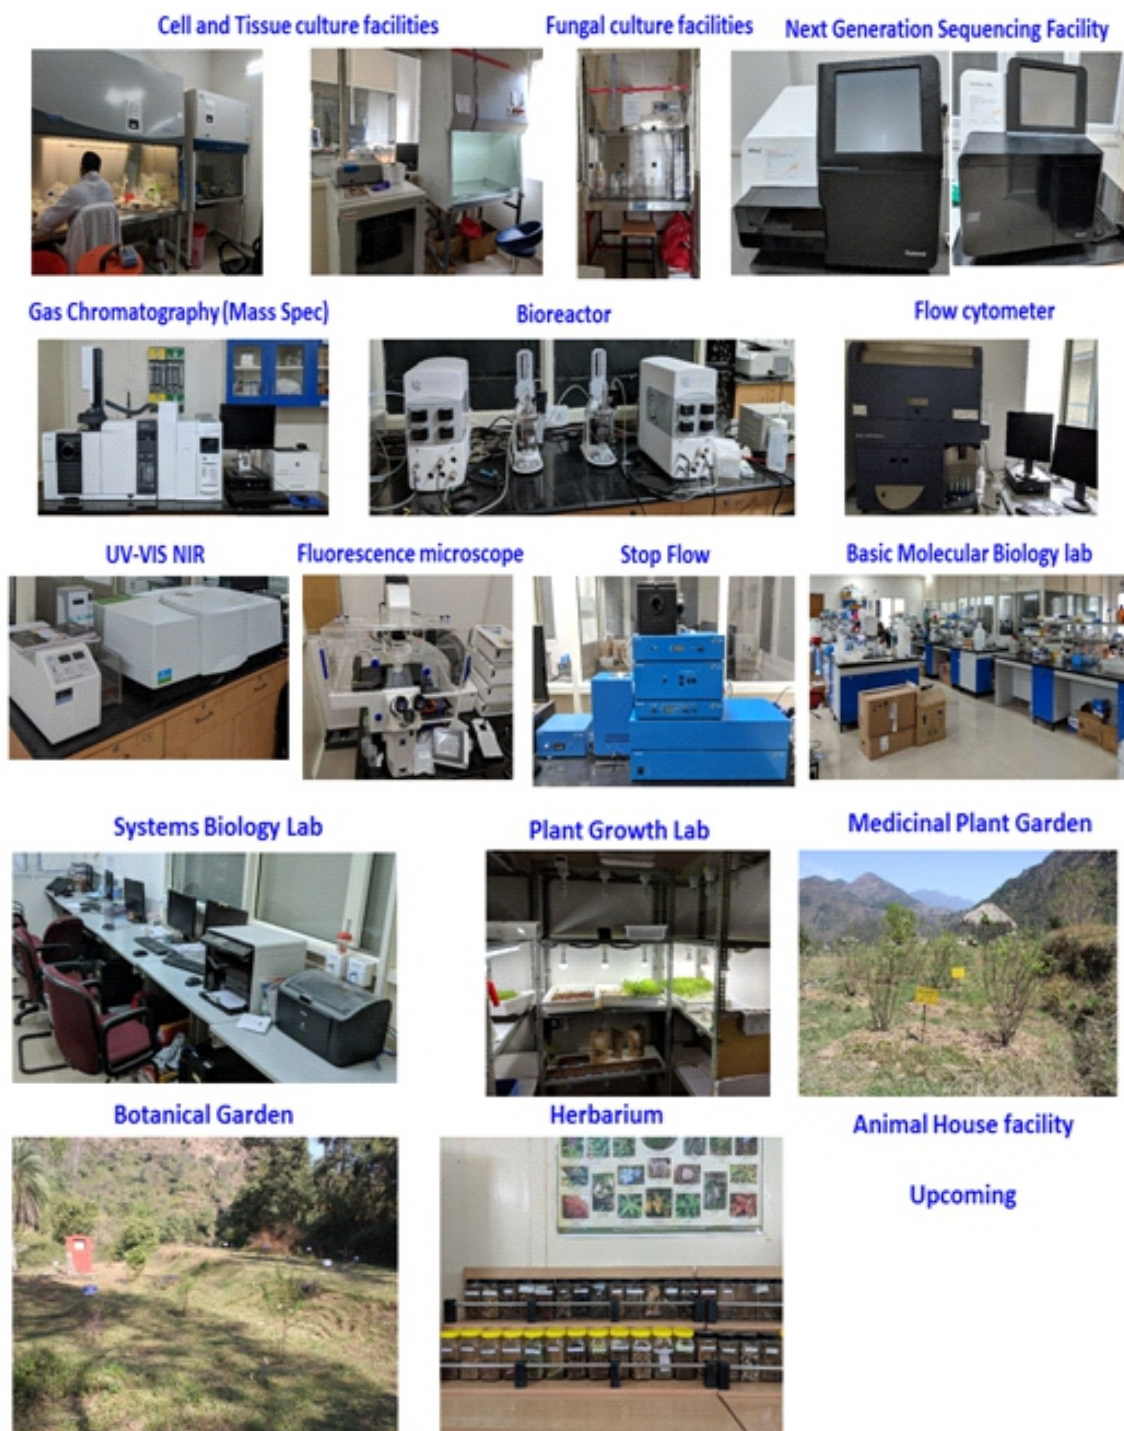 Cell and Tissue culture facilities
Fungal culture facilities
Next Generation Sequencing Facility
Gas Chromatography (Mass Spec)
Bioreactor
Flow cytometer
UV-VIS NIR
Fluorescence microscope
Stop Flow
Basic Molecular Biology lab
Systems Biology Lab
Plant Growth Lab
Medicinal Plant Garden
Botanical Garden
Herbarium
Animal House facility
Upcoming